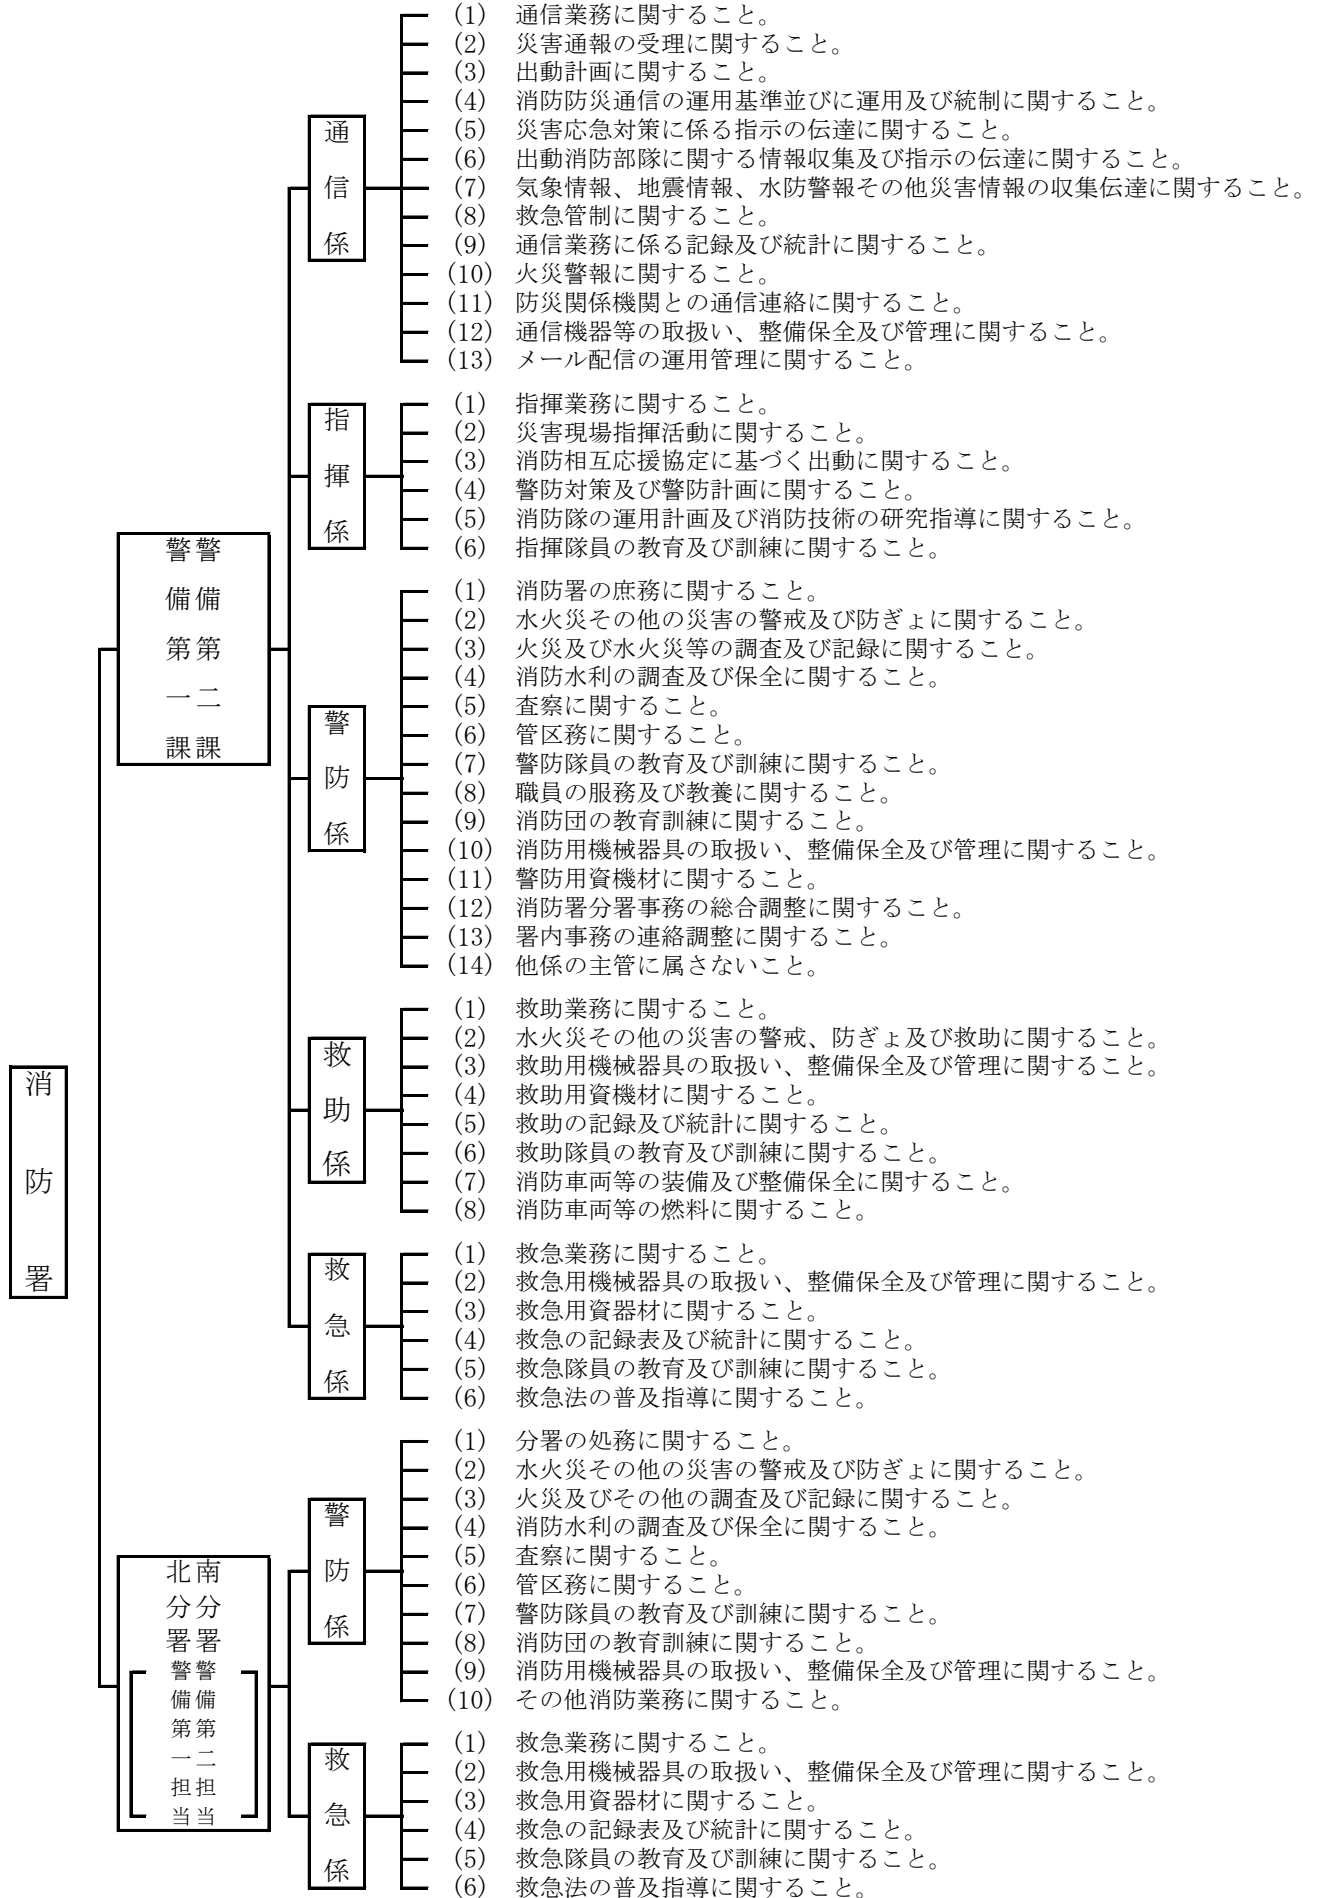 消防署
警備第一課
警備第二課
通信係
(1) 通信業務に関すること。
(2) 災害通報の受理に関すること。
(3) 出動計画に関すること。
(4) 消防防災通信の運用基準並びに運用及び統制に関すること。
(5) 災害応急対策に係る指示の伝達に関すること。
(6) 出動消防部隊に関する情報収集及び指示の伝達に関すること。
(7) 気象情報、地震情報、水防警報その他災害情報の収集伝達に関すること。
(8) 救急管制に関すること。
(9) 通信業務に係る記録及び統計に関すること。
(10) 火災警報に関すること。
(11) 防災関係機関との通信連絡に関すること。
(12) 通信機器等の取扱い、整備保全及び管理に関すること。
(13) メール配信の運用管理に関すること。
指揮係
(1) 指揮業務に関すること。
(2) 災害現場指揮活動に関すること。
(3) 消防相互応援協定に基づく出動に関すること。
(4) 警防対策及び警防計画に関すること。
(5) 消防隊の運用計画及び消防技術の研究指導に関すること。
(6) 指揮隊員の教育及び訓練に関すること。
警防係
(1) 消防署の庶務に関すること。
(2) 水火災その他の災害の警戒及び防ぎょに関すること。
(3) 火災及び水火災等の調査及び記録に関すること。
(4) 消防水利の調査及び保全に関すること。
(5) 査察に関すること。
(6) 管区務に関すること。
(7) 警防隊員の教育及び訓練に関すること。
(8) 職員の服務及び教養に関すること。
(9) 消防団の教育訓練に関すること。
(10) 消防用機械器具の取扱い、整備保全及び管理に関すること。
(11) 警防用資機材に関すること。
(12) 消防署分署事務の総合調整に関すること。
(13) 署内事務の連絡調整に関すること。
(14) 他係の主管に属さないこと。
救助係
(1) 救助業務に関すること。
(2) 水火災その他の災害の警戒、防ぎょ及び救助に関すること。
(3) 救助用機械器具の取扱い、整備保全及び管理に関すること。
(4) 救助用資機材に関すること。
(5) 救助の記録及び統計に関すること。
(6) 救助隊員の教育及び訓練に関すること。
(7) 消防車両等の装備及び整備保全に関すること。
(8) 消防車両等の燃料に関すること。
救急係
(1) 救急業務に関すること。
(2) 救急用機械器具の取扱い、整備保全及び管理に関すること。
(3) 救急用資器材に関すること。
(4) 救急の記録表及び統計に関すること。
(5) 救急隊員の教育及び訓練に関すること。
(6) 救急法の普及指導に関すること。
北分署 警備第一担当
南分署 警備第二担当
警防係
(1) 分署の処務に関すること。
(2) 水火災その他の災害の警戒及び防ぎょに関すること。
(3) 火災及びその他の調査及び記録に関すること。
(4) 消防水利の調査及び保全に関すること。
(5) 査察に関すること。
(6) 管区務に関すること。
(7) 警防隊員の教育及び訓練に関すること。
(8) 消防団の教育訓練に関すること。
(9) 消防用機械器具の取扱い、整備保全及び管理に関すること。
(10) その他消防業務に関すること。
救急係
(1) 救急業務に関すること。
(2) 救急用機械器具の取扱い、整備保全及び管理に関すること。
(3) 救急用資器材に関すること。
(4) 救急の記録表及び統計に関すること。
(5) 救急隊員の教育及び訓練に関すること。
(6) 救急法の普及指導に関すること。